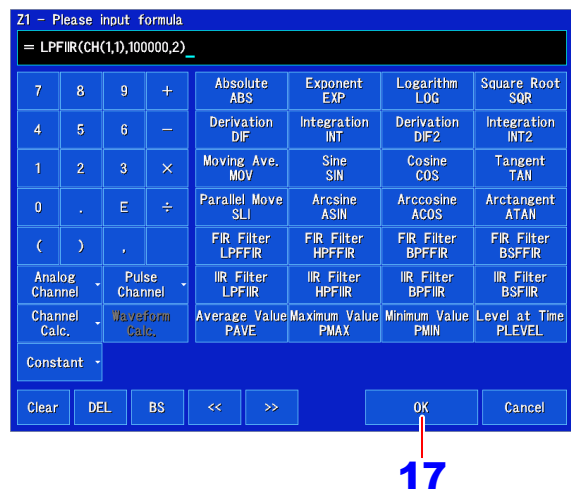 Z1 - Please input formula
= LPFIIR(CH(1,1),100000,2)_
7 8 9 + Absolute Exponent Logarithm Square Root
ABS EXP LOG SQR
4 5 6 - Derivation Integration Derivation Integration
DIF INT DIF2 INT2
1 2 3 × Moving Ave. Sine Cosine Tangent
MOV SIN COS TAN
0 . E ÷ Parallel Move Arcsine Arccosine Arctangent
SLI ASIN ACOS ATAN
( ) , FIR Filter FIR Filter FIR Filter FIR Filter
LPFFIR HPFFIR BPFFIR BSFFIR
Analog Pulse IIR Filter IIR Filter IIR Filter IIR Filter
Channel Channel LPFIIR HPFIIR BPFIIR BSFIIR
Channel Waveform Average Value Maximum Value Minimum Value Level at Time
Calc. Calc. PAVE PMAX PMIN PLEVEL
Constant
Clear DEL BS << >> OK Cancel
17